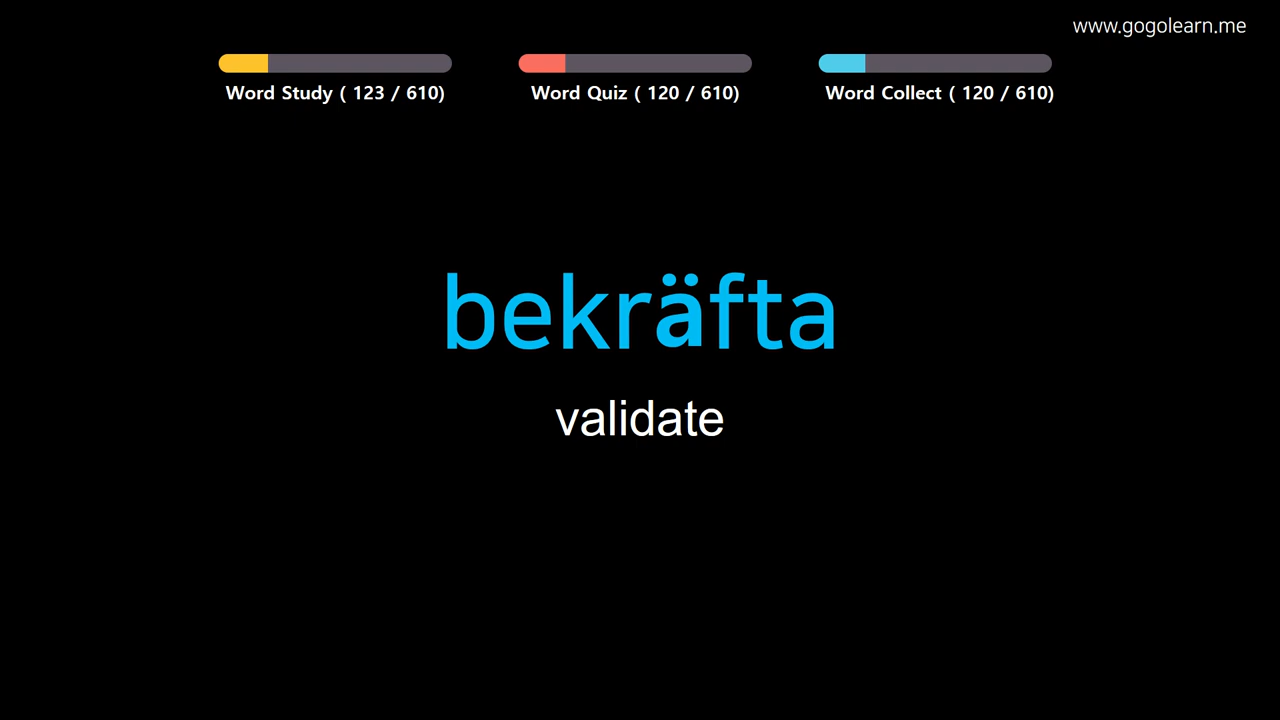 www.gogolearn.me
Word Study ( 123 / 610)
Word Quiz ( 120 / 610)
Word Collect ( 120 / 610)
bekräfta
validate